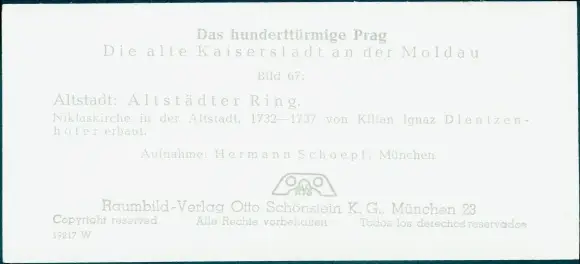 Das hunderttürmige Prag
Die alte Kaiserstadt an der Moldau
Bild 67:
Altstadt: Altstädter Ring.
Niklaskirche in der Altstadt, 1732—1737 von Kilian Ignaz Dientzen-
hofer erbaut.
Aufnahme: Hermann Schoepf, München
Raumbild-Verlag Otto Schönstein K. G., München 23
Copyright reserved Alle Rechte vorbehalten Todos los derechos reservados
19217 W